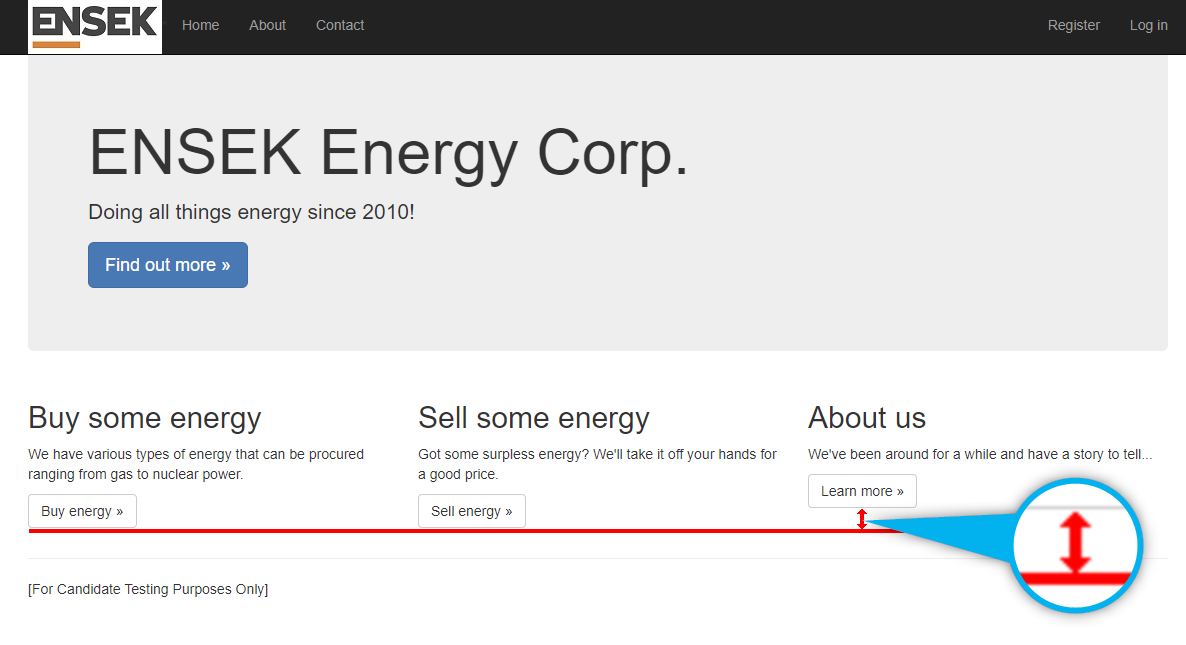 ENSEK Home About Contact Register Log in
ENSEK Energy Corp.
Doing all things energy since 2010!
Find out more »
Buy some energy
We have various types of energy that can be procured
ranging from gas to nuclear power.
Buy energy »
Sell some energy
Got some surpless energy? We'll take it off your hands for
a good price.
Sell energy »
About us
We've been around for a while and have a story to tell...
Learn more »
[For Candidate Testing Purposes Only]